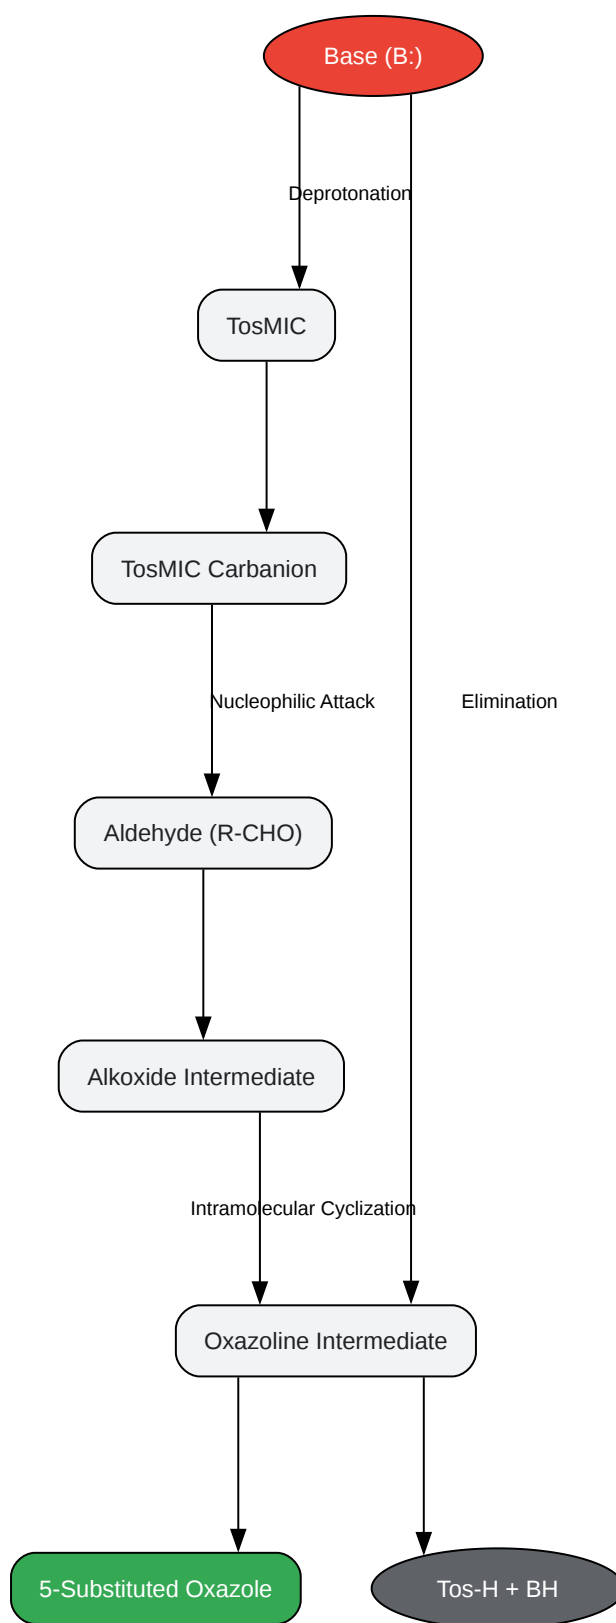 Base (B:)
Deprotonation
TosMIC
TosMIC Carbanion
Nucleophilic Attack
Elimination
Aldehyde (R-CHO)
Alkoxide Intermediate
Intramolecular Cyclization
Oxazoline Intermediate
5-Substituted Oxazole
Tos-H + BH